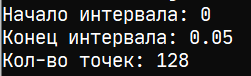 Начало интервала: 0
Конец интервала: 0.05
Кол-во точек: 128